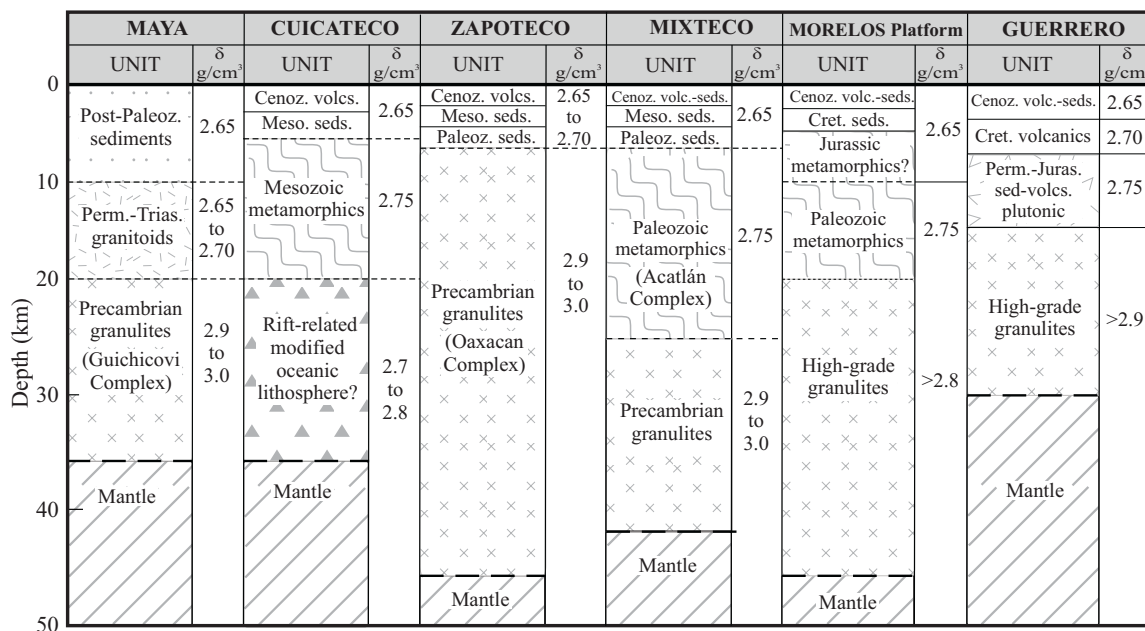 MAYA
CUICATECO
ZAPOTECO
MIXTECO
MORELOS Platform
GUERRERO
UNIT
δ
g/cm³
UNIT
δ
g/cm³
UNIT
δ
g/cm³
UNIT
δ
g/cm³
UNIT
δ
g/cm³
UNIT
δ
g/cm³
Depth (km)
0
10
20
30
40
50
Post-Paleoz.
sediments
2.65
Perm.-Trias.
granitoids
2.65
to
2.70
Precambrian
granulites
(Guichicovi
Complex)
2.9
to
3.0
Mantle
Cenoz. volcs.
Meso. seds.
2.65
Mesozoic
metamorphics
2.75
Rift-related
modified
oceanic
lithosphere?
2.7
to
2.8
Mantle
Cenoz. volcs.
Meso. seds.
Paleoz. seds.
2.65
to
2.70
Precambrian
granulites
(Oaxacan
Complex)
2.9
to
3.0
Mantle
Cenoz. volc.-seds.
Meso. seds.
Paleoz. seds.
2.65
Paleozoic
metamorphics
(Acatlán
Complex)
2.75
Precambrian
granulites
2.9
to
3.0
Mantle
Cenoz. volc.-seds.
Cret. seds.
Jurassic
metamorphics?
2.65
Paleozoic
metamorphics
2.75
High-grade
granulites
>2.8
Mantle
Cenoz. volc.-seds.
2.65
Cret. volcanics
2.70
Perm.-Juras.
sed-volcs.
plutonic
2.75
High-grade
granulites
>2.9
Mantle